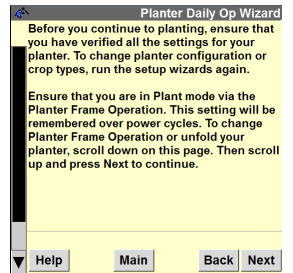 Planter Daily Op Wizard
Before you continue to planting, ensure that
you have verified all the settings for your
planter. To change planter configuration or
crop types, run the setup wizards again.
Ensure that you are in Plant mode via the
Planter Frame Operation. This setting will be
remembered over power cycles. To change
Planter Frame Operation or unfold your
planter, scroll down on this page. Then scroll
up and press Next to continue.
Help Main Back Next